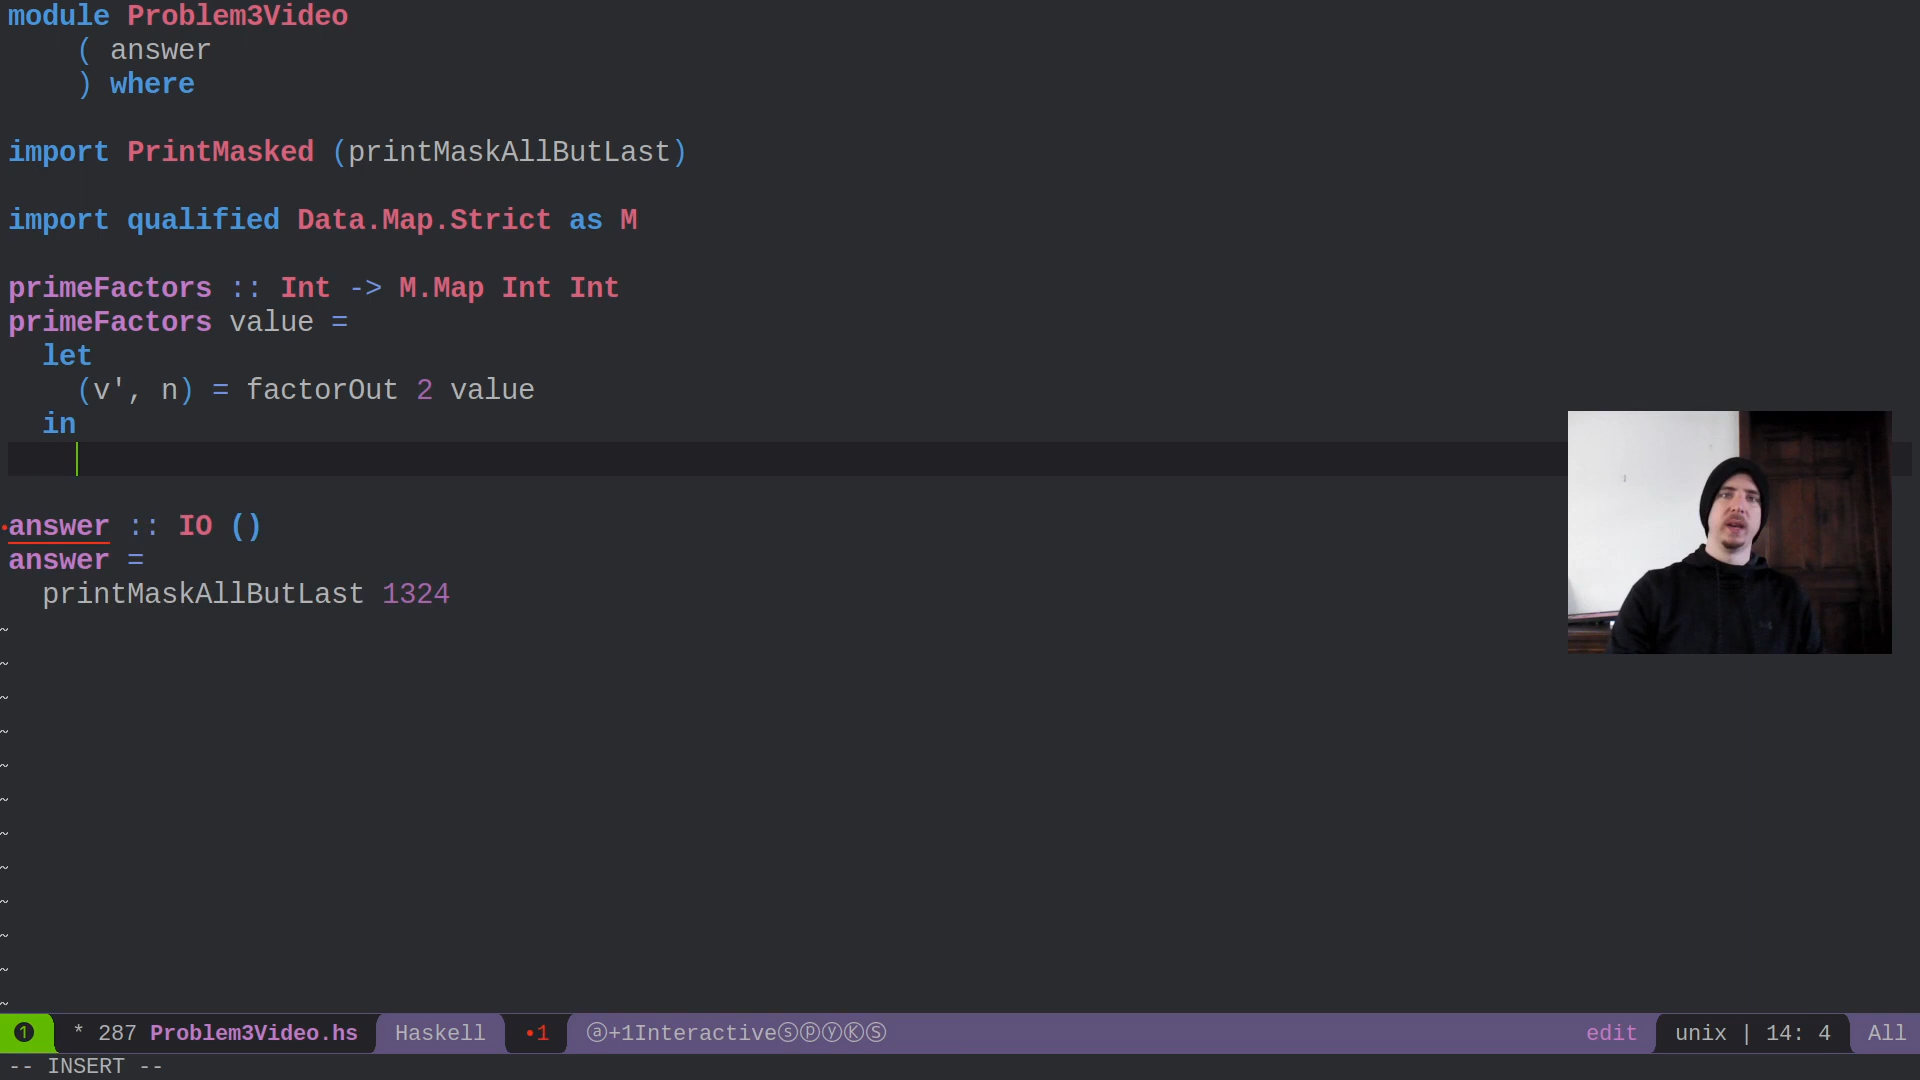 module Problem3Video
    ( answer
    ) where
import PrintMasked (printMaskAllButLast)
import qualified Data.Map.Strict as M
primeFactors :: Int -> M.Map Int Int
primeFactors value =
  let
    (v', n) = factorOut 2 value
  in
answer :: IO ()
answer =
  printMaskAllButLast 1324
~
~
~
~
~
~
~
~
~
~
~
~
❶ * 287 Problem3Video.hs Haskell •1 ⓐ+1InteractiveⓢⓟⓨⓀⓢ edit unix | 14: 4 All
-- INSERT --